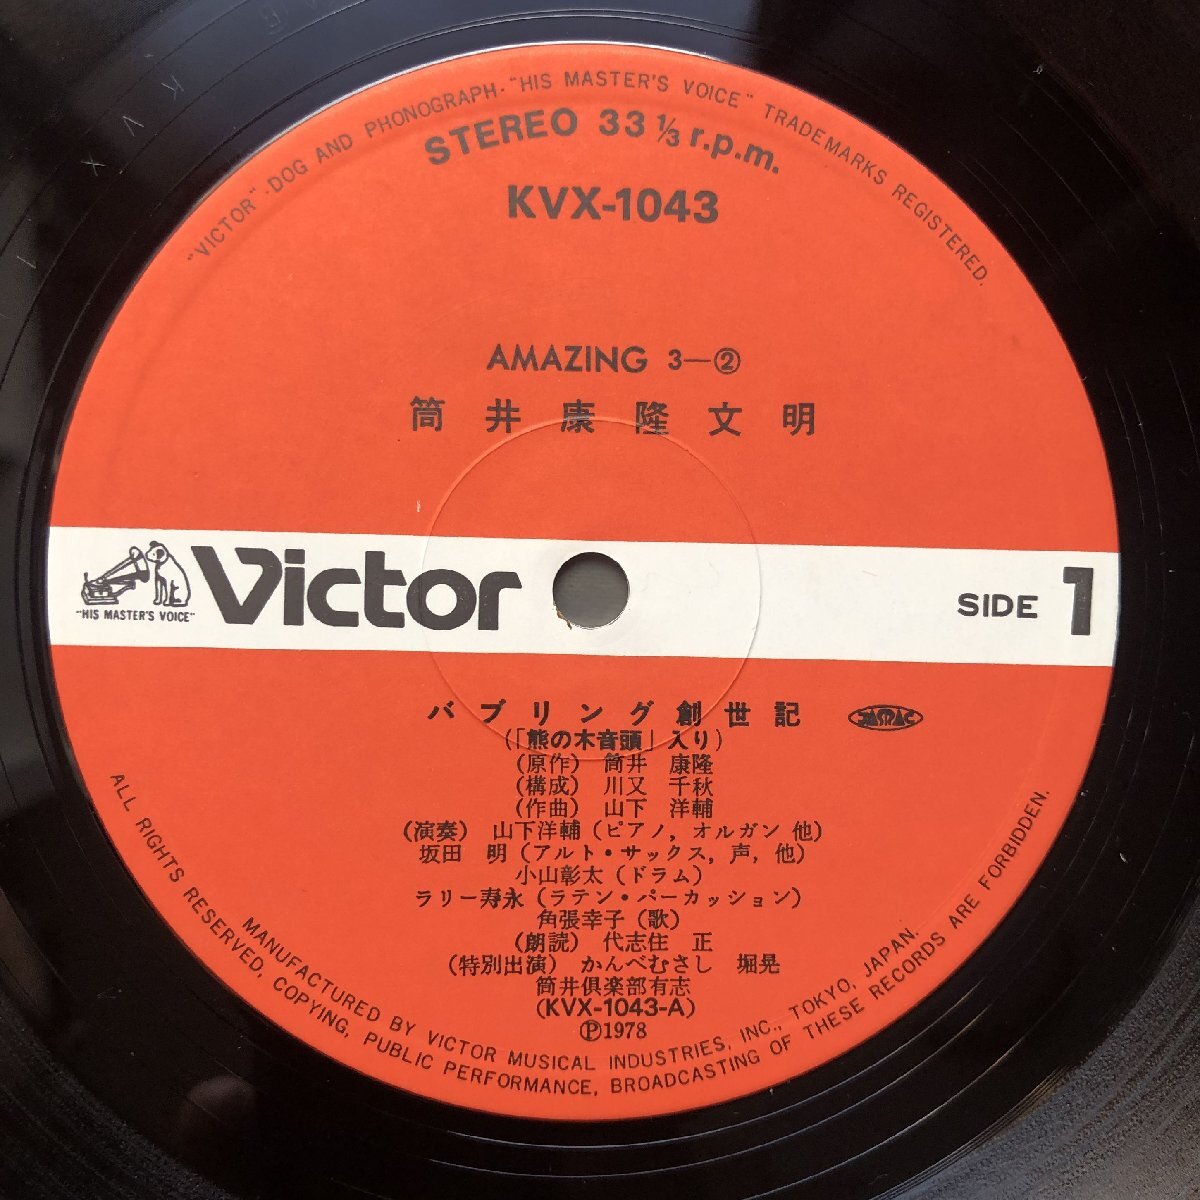 "VICTOR"-DOG AND PHONOGRAPH-"HIS MASTER'S VOICE" TRADEMARKS REGISTERED.
STEREO 33 1/3 r.p.m.
KVX-1043
AMAZING 3—②
筒井康隆文明
"HIS MASTER'S VOICE"
Victor
SIDE 1
バブリング創世記
(「熊の木音頭」入り)
(原作) 筒井 康隆
(構成) 川又 千秋
(作曲) 山下 洋輔
(演奏) 山下洋輔(ピアノ, オルガン 他)
坂田 明(アルト・サックス, 声, 他)
小山彰太(ドラム)
ラリー寿永(ラテン・パーカッション)
角張幸子(歌)
(朗読) 代志住 正
(特別出演) かんべむさし 堀晃
筒井倶楽部有志
(KVX-1043-A)
Ⓟ1978
MANUFACTURED BY VICTOR MUSICAL INDUSTRIES, INC., TOKYO, JAPAN.
ALL RIGHTS RESERVED, COPYING, PUBLIC PERFORMANCE, BROADCASTING OF THESE RECORDS ARE FORBIDDEN.